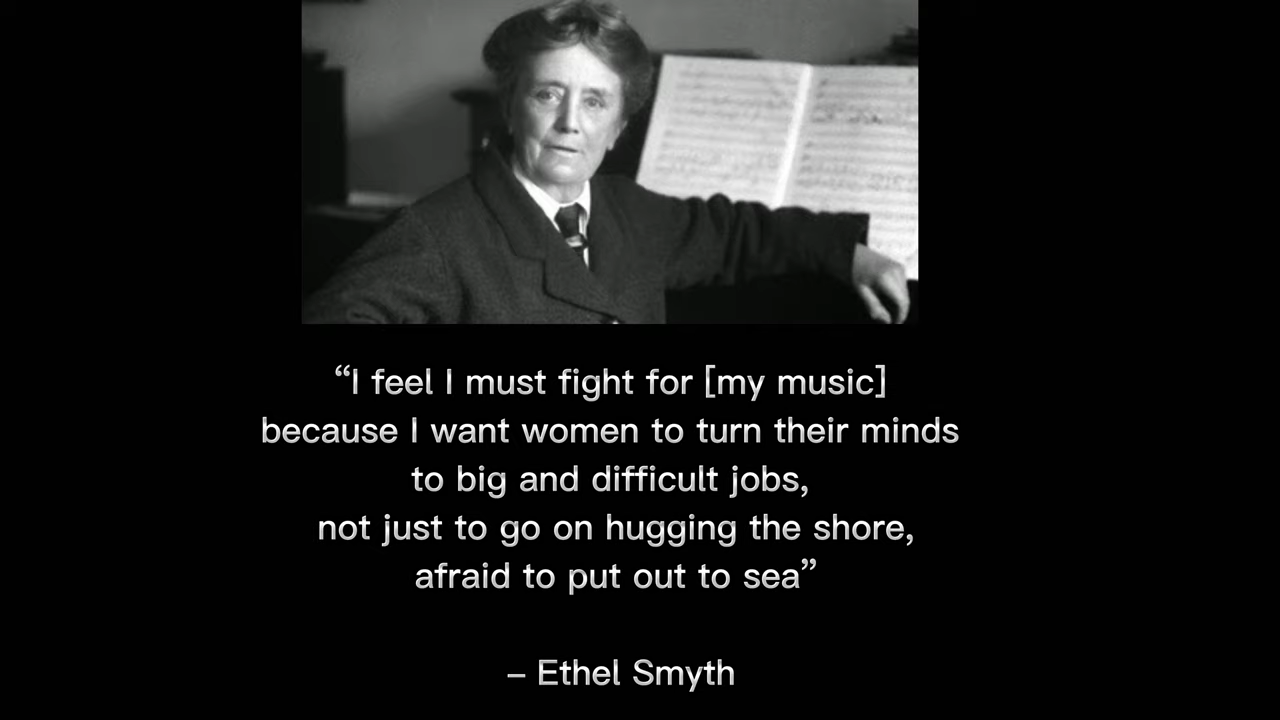 “I feel I must fight for [my music]
because I want women to turn their minds
to big and difficult jobs,
not just to go on hugging the shore,
afraid to put out to sea”
– Ethel Smyth